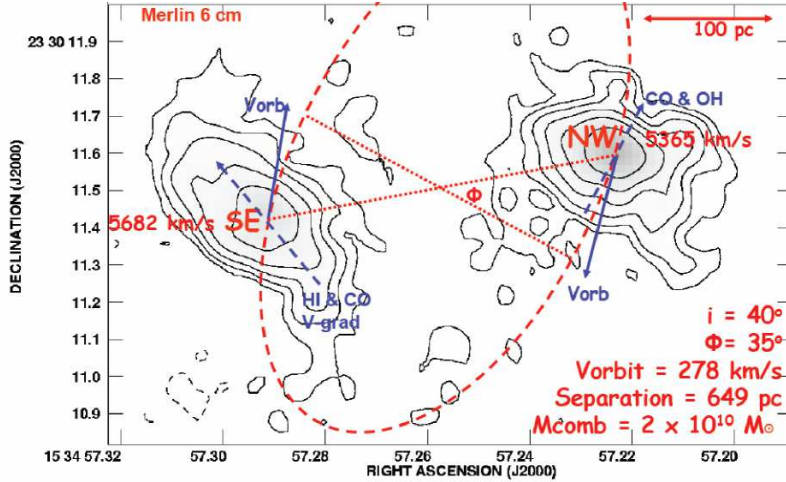 Merlin 6 cm
23 30 11.9
100 pc
11.8
CO & OH
11.7
Vorb
NW
5365 km/s
11.6
11.5
Φ
5682 km/s SE
11.4
11.3
HI & CO
V-grad
Vorb
11.2
i = 40°
11.1
Φ= 35°
11.0
Vorbit = 278 km/s
Separation = 649 pc
10.9
Mcomb = 2 x 10¹⁰ M☉
15 34 57.32 57.30 57.28 57.26 57.24 57.22 57.20
RIGHT ASCENSION (J2000)
DECLINATION (J2000)